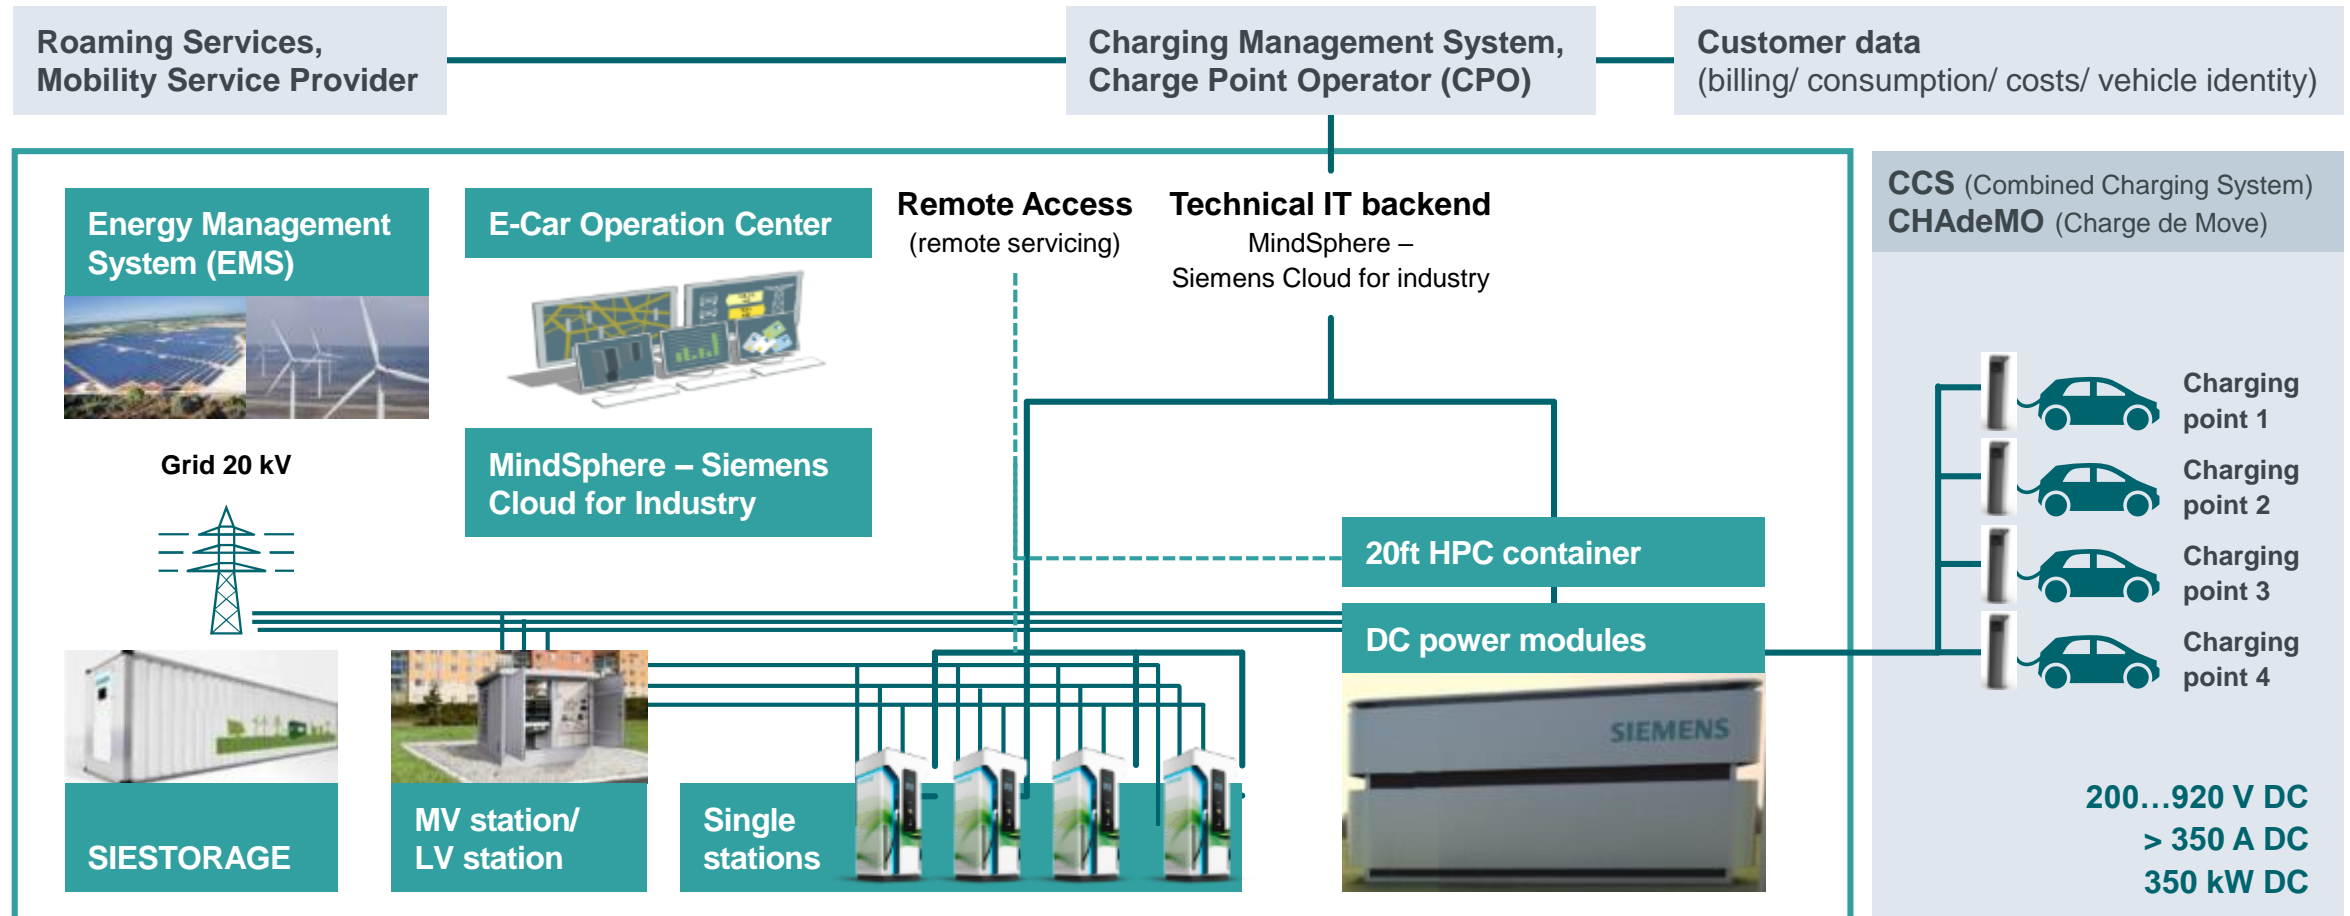 Roaming Services,
Mobility Service Provider
Charging Management System,
Charge Point Operator (CPO)
Customer data
(billing/ consumption/ costs/ vehicle identity)
Energy Management
System (EMS)
E-Car Operation Center
Remote Access
(remote servicing)
Technical IT backend
MindSphere –
Siemens Cloud for industry
CCS (Combined Charging System)
CHAdeMO (Charge de Move)
Grid 20 kV
MindSphere – Siemens
Cloud for Industry
20ft HPC container
DC power modules
SIEMENS
SIESTORAGE
MV station/
LV station
Single
stations
Charging
point 1
Charging
point 2
Charging
point 3
Charging
point 4
200…920 V DC
> 350 A DC
350 kW DC